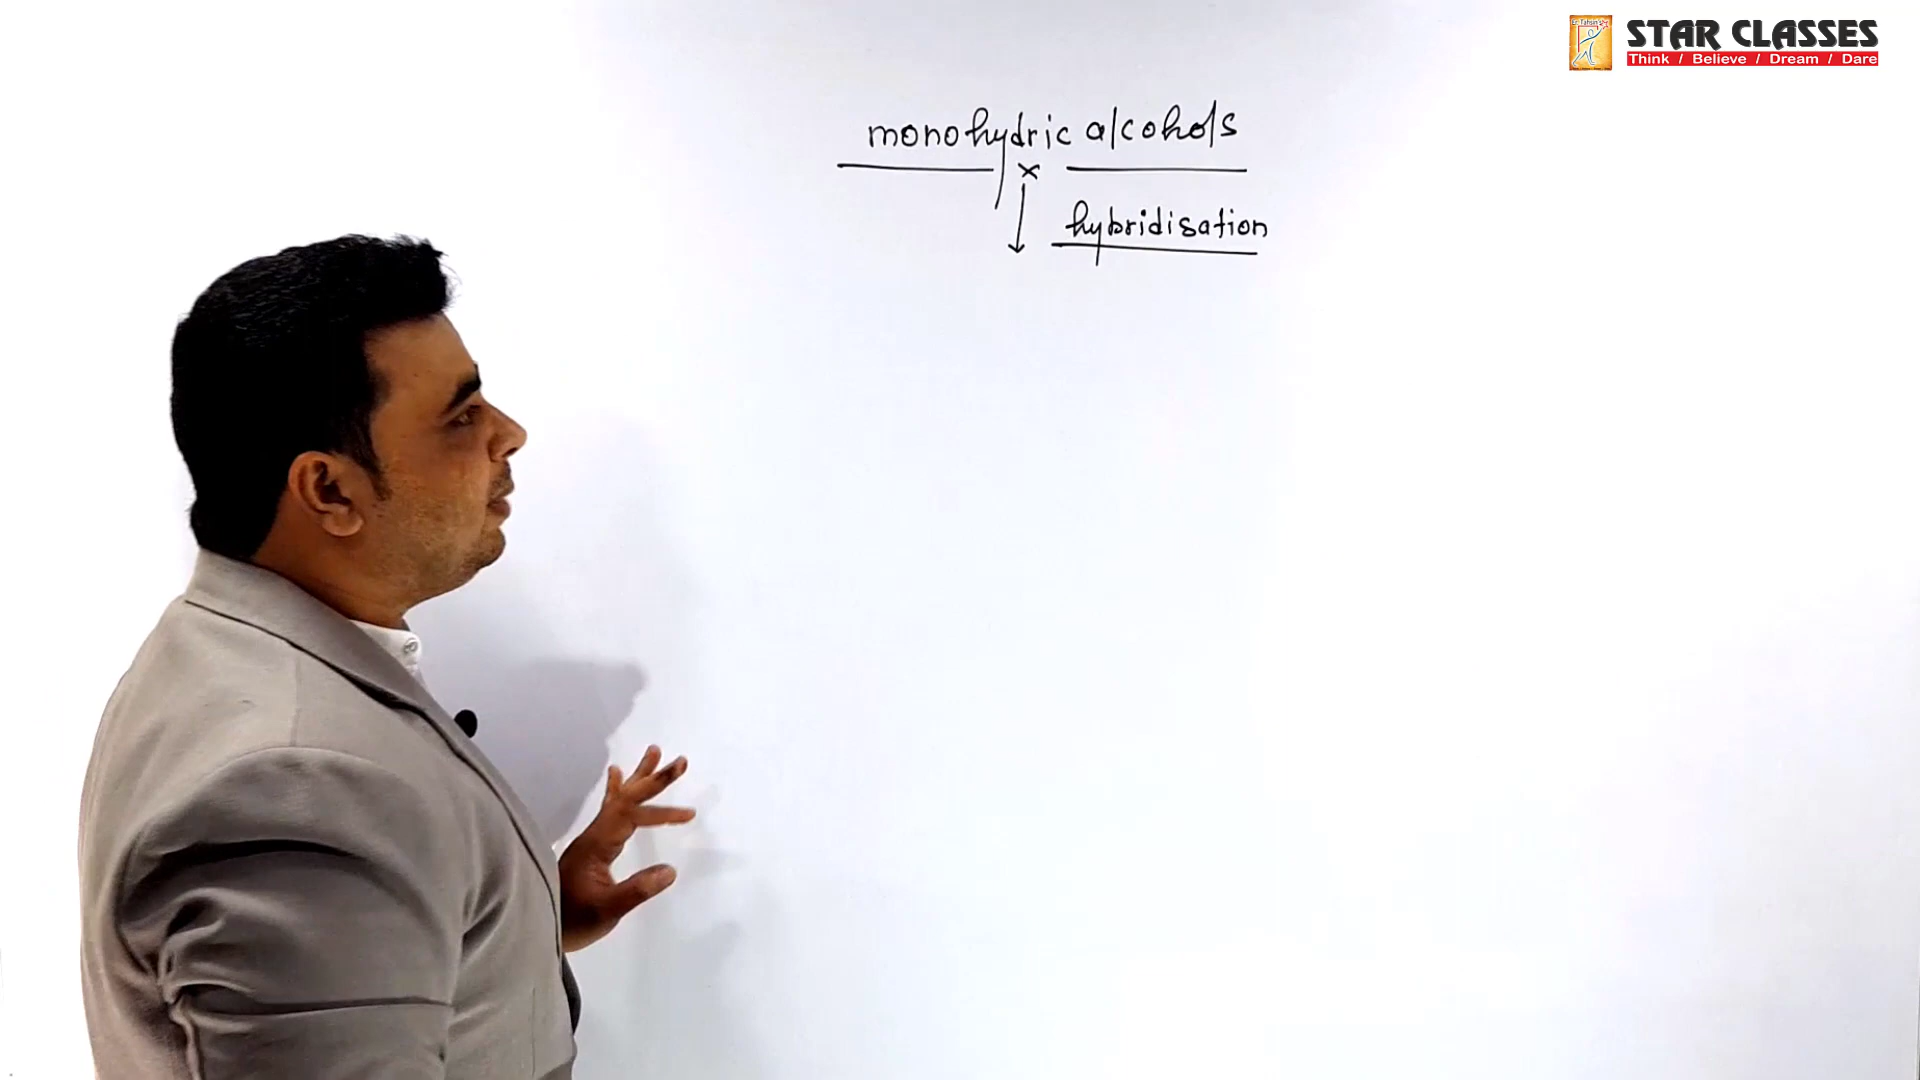 STAR CLASSES
Think / Believe / Dream / Dare
monohydric alcohols
hybridisation